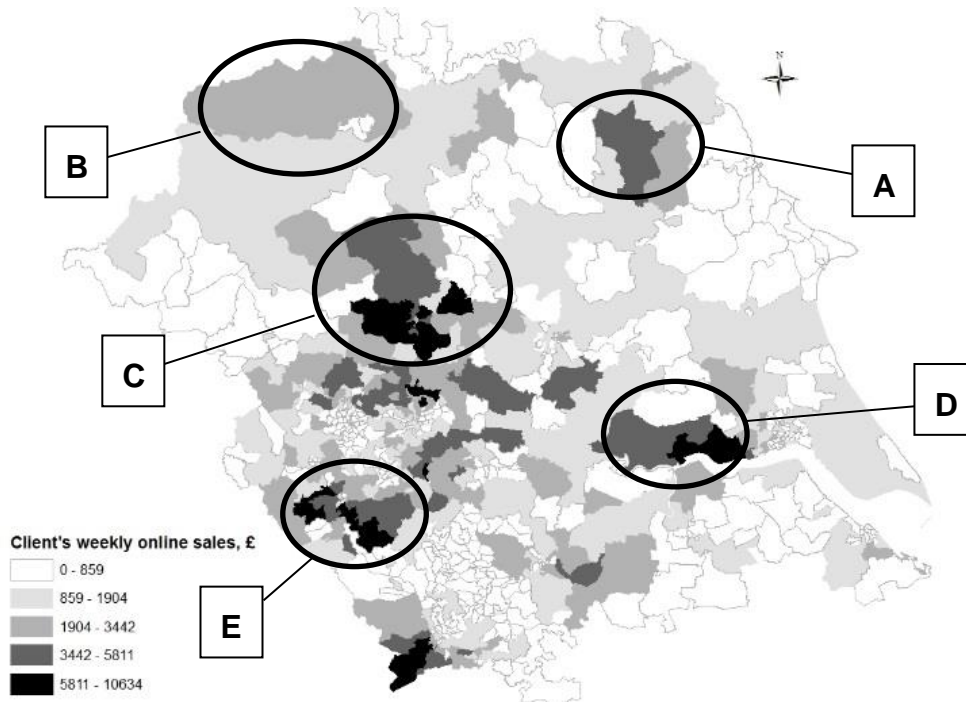 N
B
A
C
D
E
Client's weekly online sales, £
0 - 859
859 - 1904
1904 - 3442
3442 - 5811
5811 - 10634